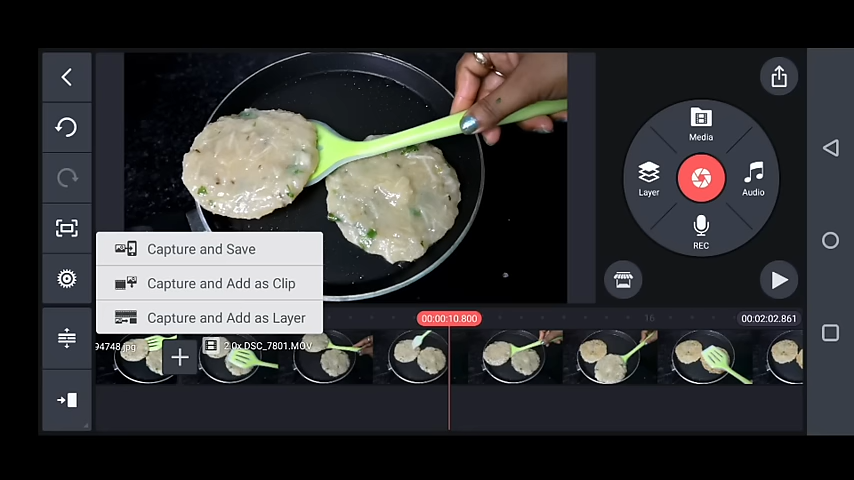 Media
Layer
Audio
REC
Capture and Save
Capture and Add as Clip
Capture and Add as Layer
00:00:10.800
16
00:02:02.861
94748.jpg
2.0x DSC_7801.MOV